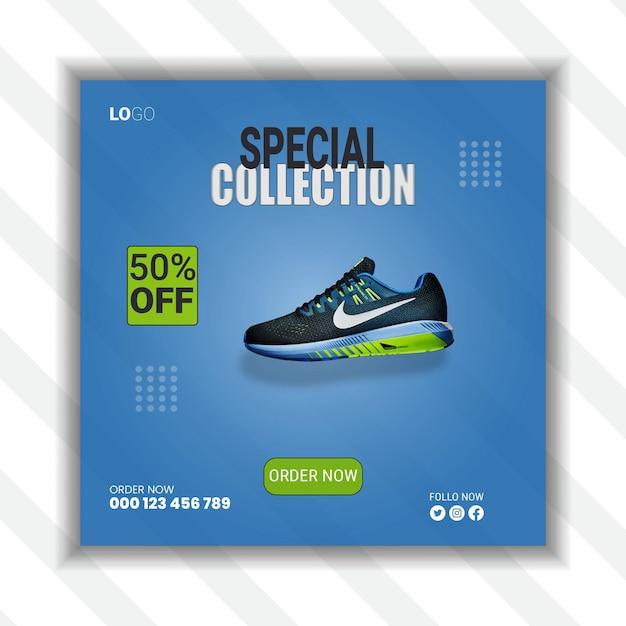 LOGO
SPECIAL
COLLECTION
50%
OFF
ORDER NOW
ORDER NOW
000 123 456 789
FOLLO NOW